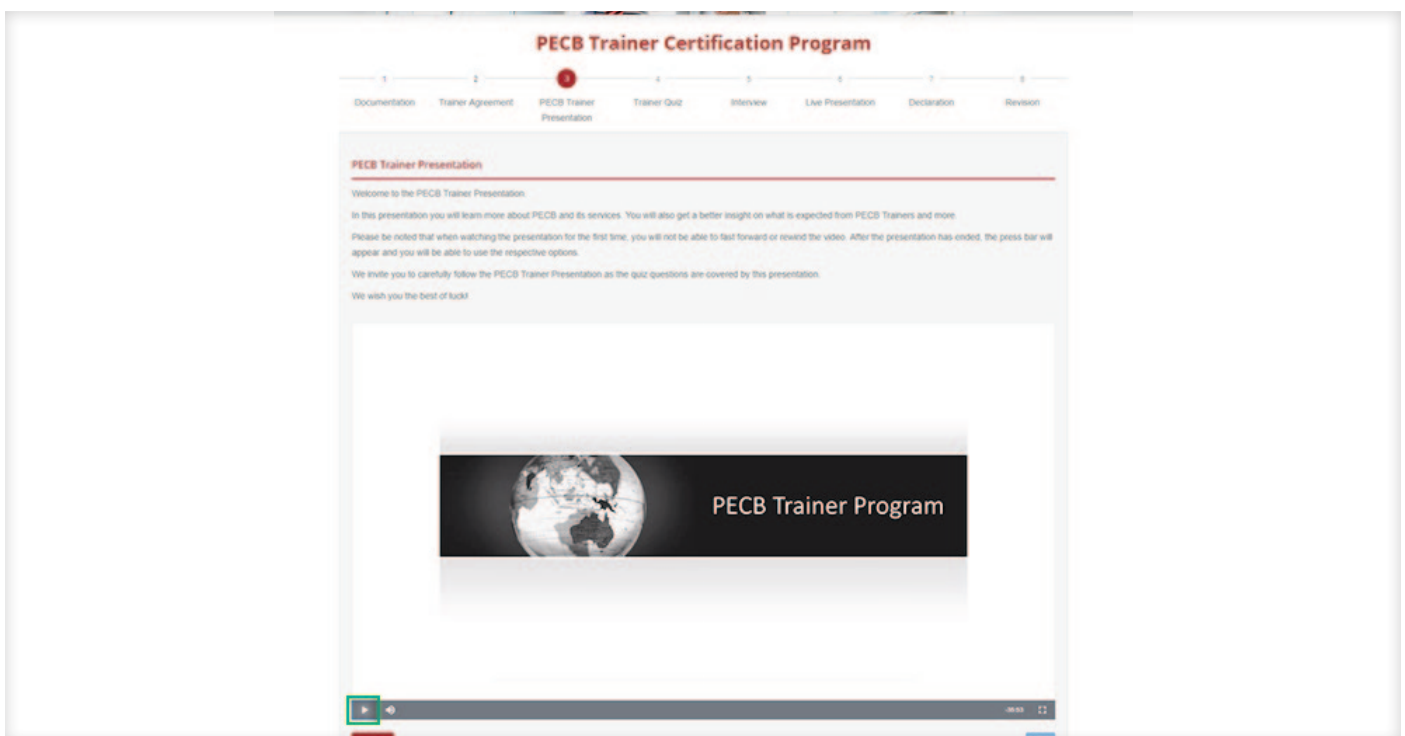 PECB Trainer Certification Program
1 2 3 4 5 6 7 8
Documentation Trainer Agreement PECB Trainer Presentation Trainer Quiz Interview Live Presentation Declaration Revision
PECB Trainer Presentation
Welcome to the PECB Trainer Presentation.
In this presentation you will learn more about PECB and its services. You will also get a better insight on what is expected from PECB Trainers and more.
Please be noted that when watching the presentation for the first time, you will not be able to fast forward or rewind the video. After the presentation has ended, the press bar will
appear and you will be able to use the respective options.
We invite you to carefully follow the PECB Trainer Presentation as the quiz questions are covered by this presentation.
We wish you the best of luck!
PECB Trainer Program